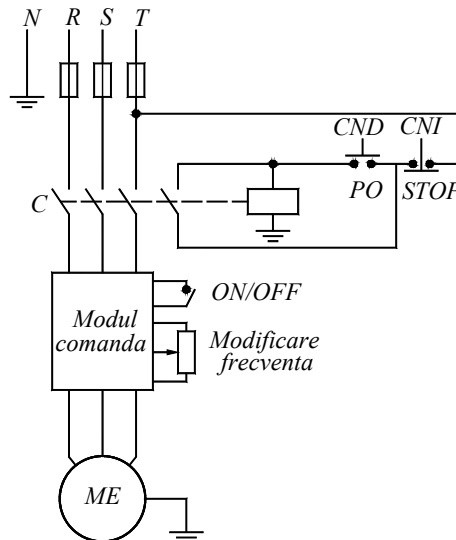 N R S T
CND CNI
PO STOP
C
ON/OFF
Modul
comanda
Modificare
frecventa
ME